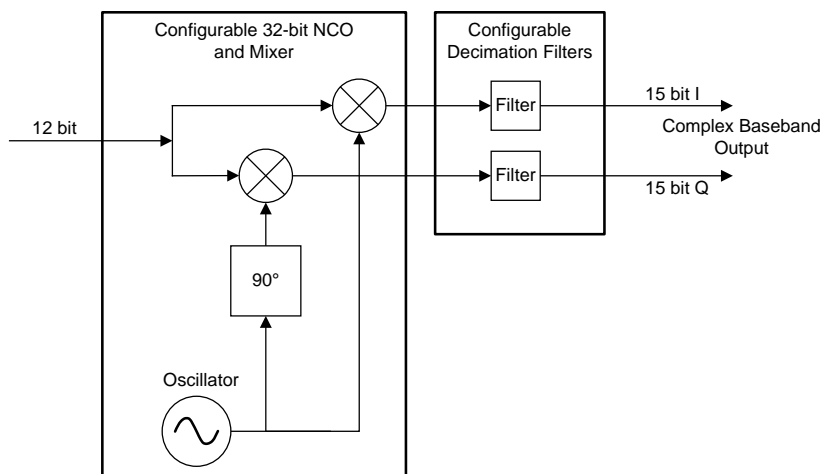 Configurable 32-bit NCO
and Mixer
Configurable
Decimation Filters
12 bit
Filter
15 bit I
Complex Baseband
Output
Filter
15 bit Q
90°
Oscillator